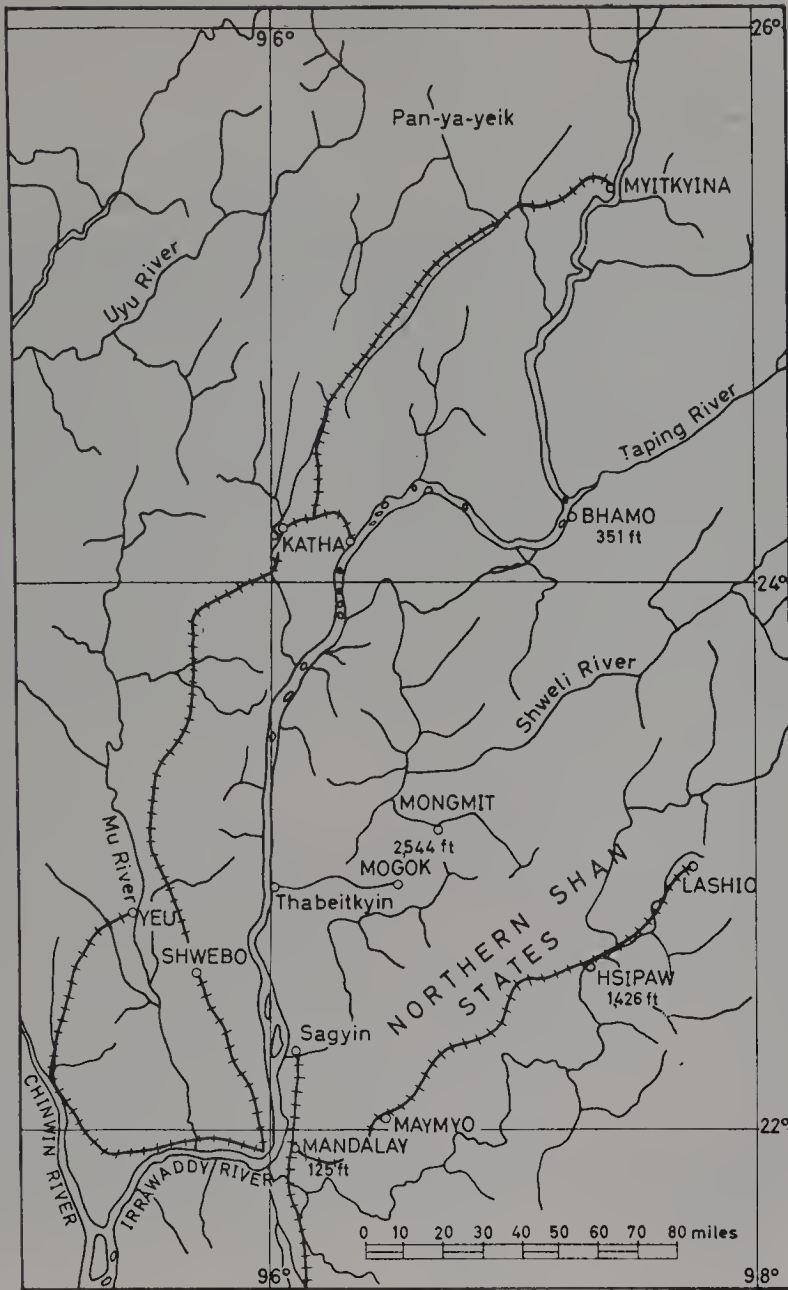 96°
26°
Pan-ya-yeik
MYITKYINA
Uyu River
Taping River
BHAMO
351 ft
KATHA
24°
Shweli River
MONGMIT
2,544 ft
MOGOK
Thabeitkyin
Mu River
YEU
SHWEBO
LASHIO
NORTHERN SHAN
STATES
HSIPAW
1,426 ft
Sagyin
CHINWIN RIVER
MAYMYO
22°
MANDALAY
125 ft
IRRAWADDY RIVER
0 10 20 30 40 50 60 70 80 miles
96°
98°